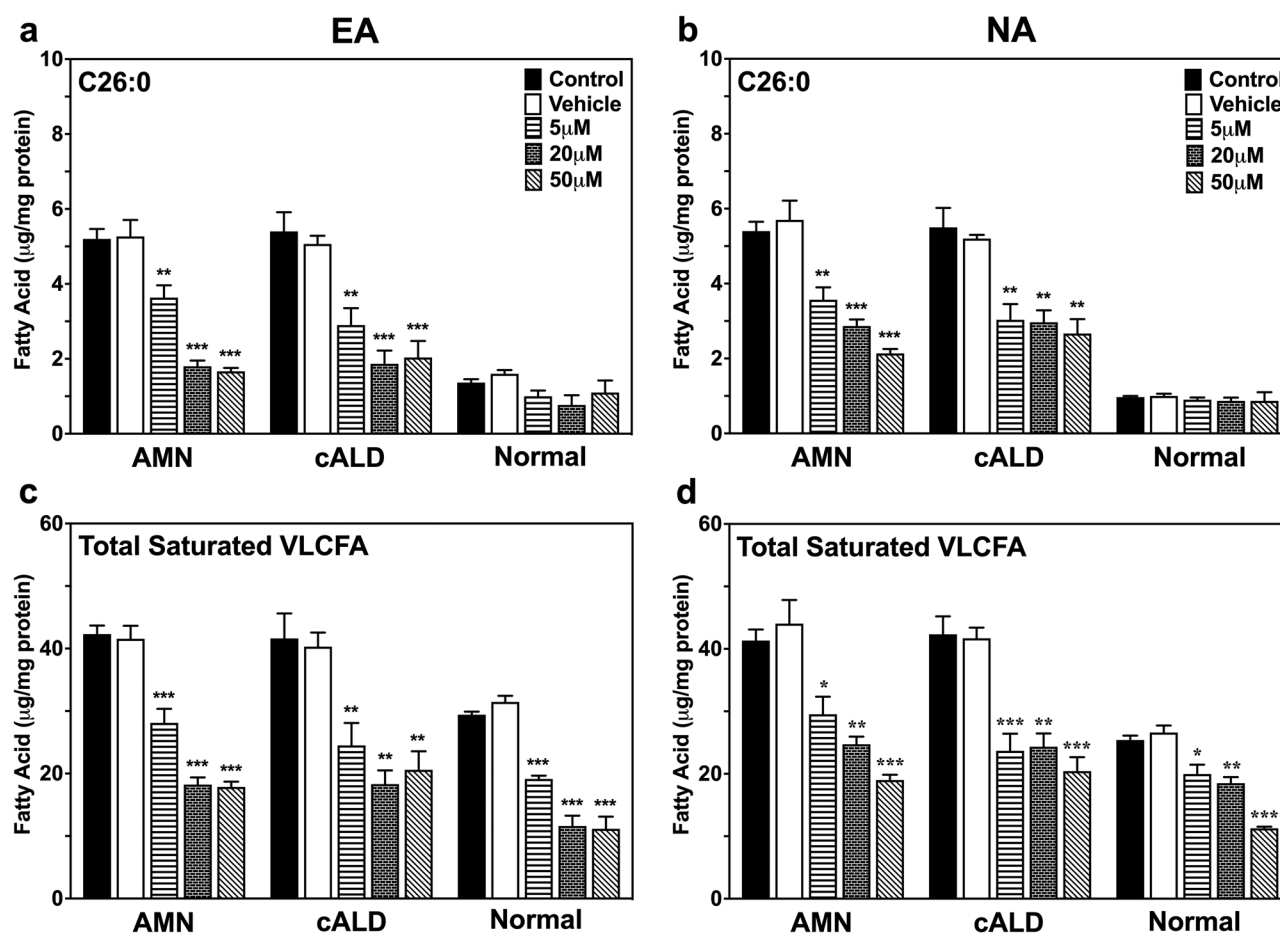 a
EA
10
8
6
4
2
0
Fatty Acid (μg/mg protein)
C26:0
Control
Vehicle
5μM
20μM
50μM
**
***
***
**
***
***
AMN
cALD
Normal
b
NA
10
8
6
4
2
0
Fatty Acid (μg/mg protein)
C26:0
Control
Vehicle
5μM
20μM
50μM
**
***
***
**
**
**
AMN
cALD
Normal
c
60
40
20
0
Fatty Acid (μg/mg protein)
Total Saturated VLCFA
***
***
***
**
**
**
***
***
***
AMN
cALD
Normal
d
60
40
20
0
Fatty Acid (μg/mg protein)
Total Saturated VLCFA
*
**
***
***
**
***
*
**
***
AMN
cALD
Normal